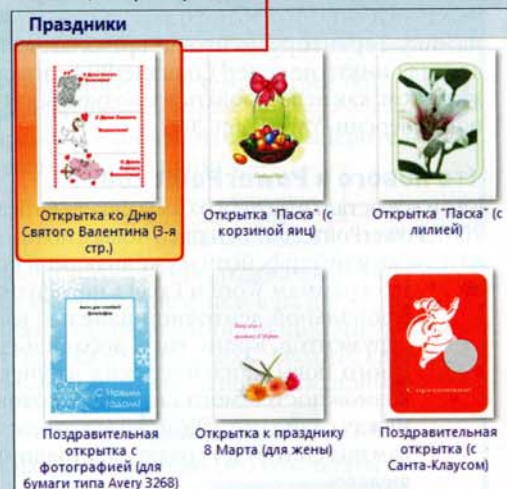 Праздники
Открытка ко Дню
Святого Валентина (3-я
стр.)
Открытка "Пасха" (с
корзиной яиц)
Открытка "Пасха" (с
лилией)
С Новым
годом!
Поздравительная
открытка с
фотографией (для
бумаги типа Avery 3268)
Открытка к празднику
8 Марта (для жены)
Поздравительная
открытка (с
Санта-Клаусом)